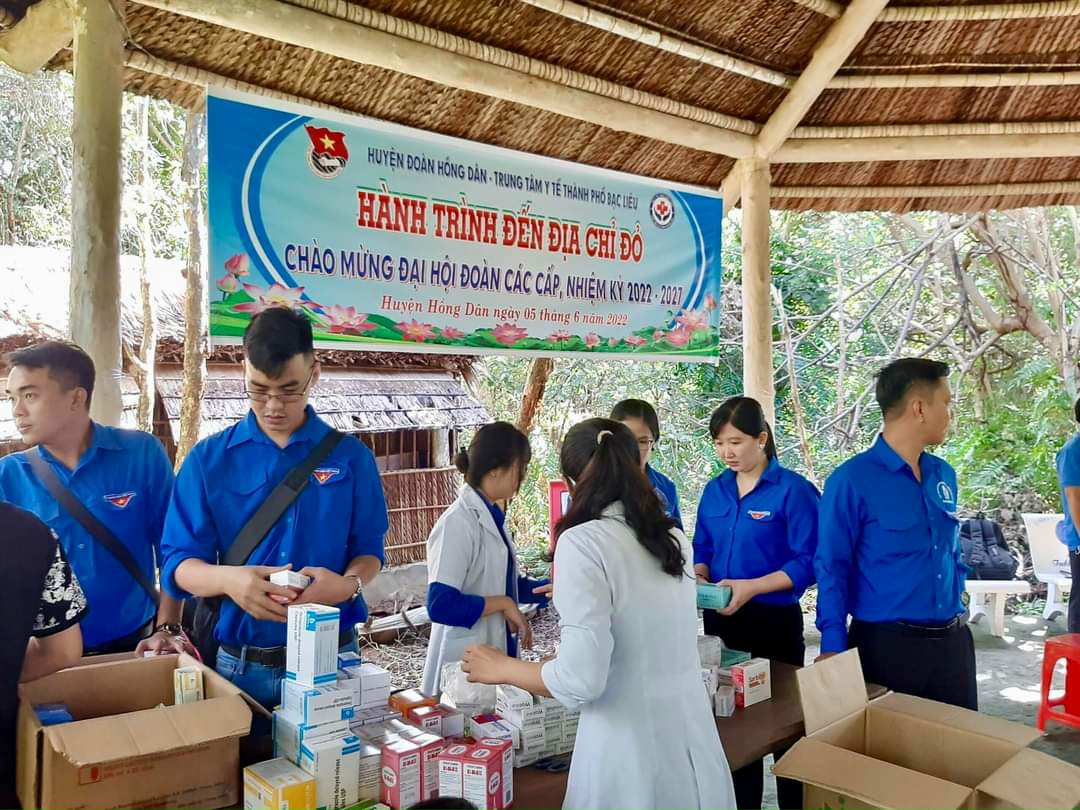 HUYỆN ĐOÀN HỒNG DÂN - TRUNG TÂM Y TẾ THÀNH PHỐ BẠC LIÊU
HÀNH TRÌNH ĐẾN ĐỊA CHỈ ĐỎ
CHÀO MỪNG ĐẠI HỘI ĐOÀN CÁC CẤP, NHIỆM KỲ 2022 - 2027
Huyện Hồng Dân ngày 05 tháng 6 năm 2022